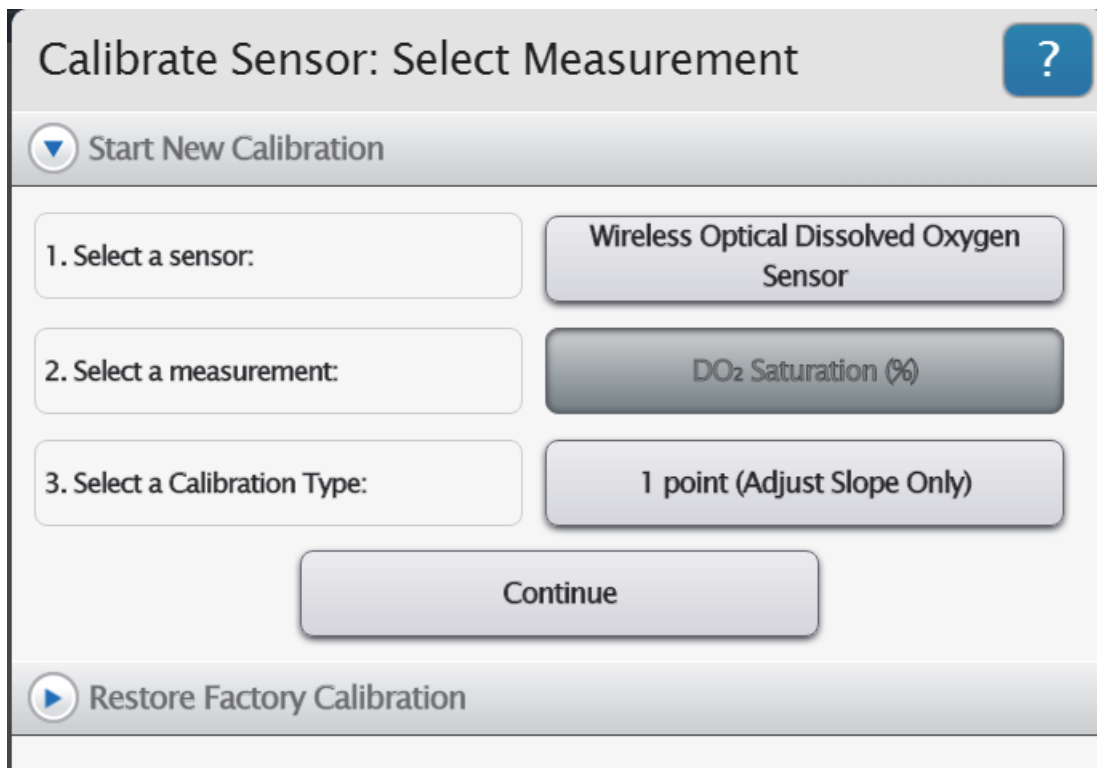 Calibrate Sensor: Select Measurement
?
Start New Calibration
1. Select a sensor:
Wireless Optical Dissolved Oxygen
Sensor
2. Select a measurement:
DO₂ Saturation (%)
3. Select a Calibration Type:
1 point (Adjust Slope Only)
Continue
Restore Factory Calibration